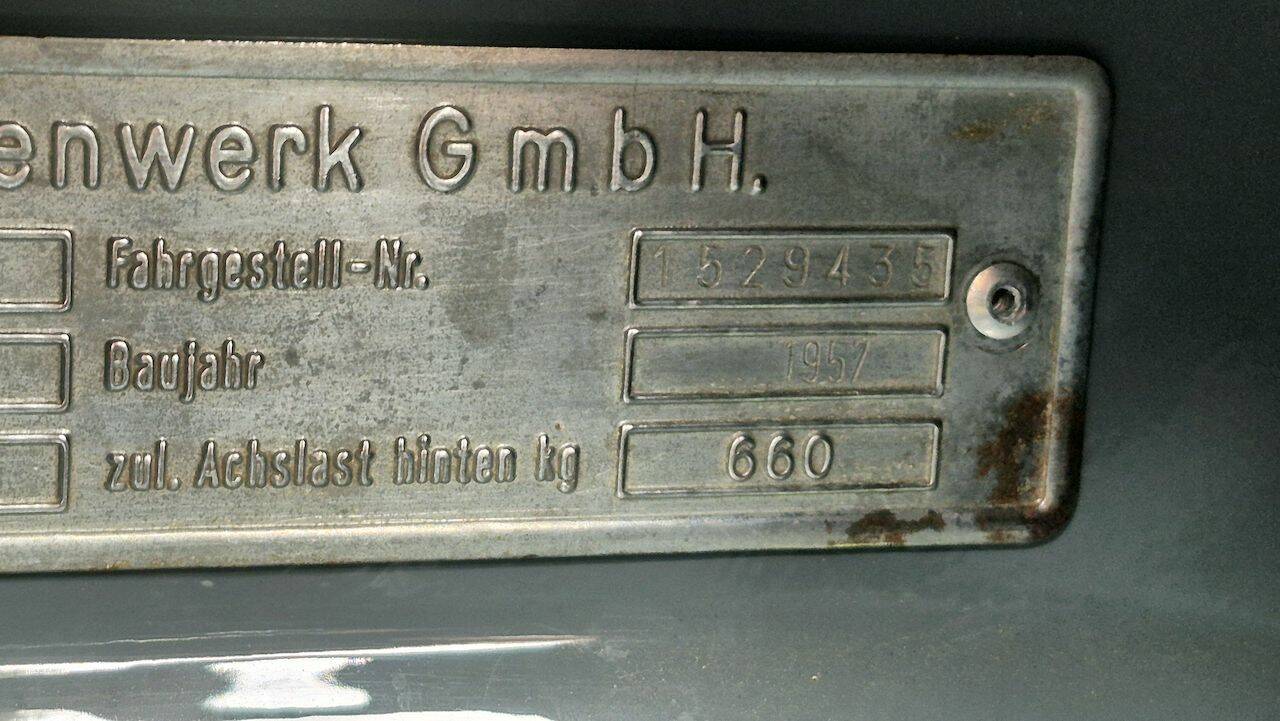 enwerk GmbH.
Fahrgestell-Nr. 1529435
Baujahr 1957
zul. Achslast hinten kg 660